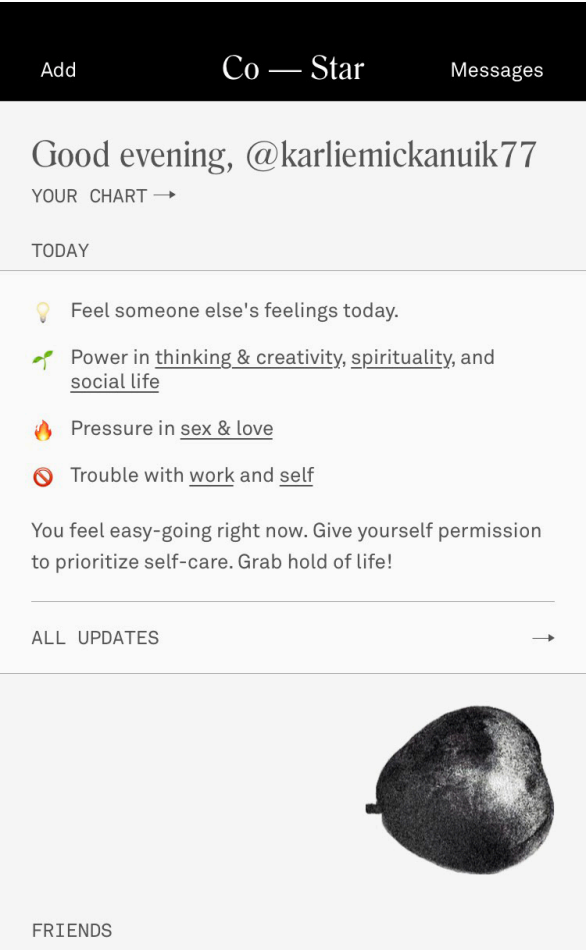 Add
Co — Star
Messages
Good evening, @karliemickanuik77
YOUR CHART →
TODAY
Feel someone else's feelings today.
Power in thinking & creativity, spirituality, and
social life
Pressure in sex & love
Trouble with work and self
You feel easy-going right now. Give yourself permission
to prioritize self-care. Grab hold of life!
ALL UPDATES →
FRIENDS